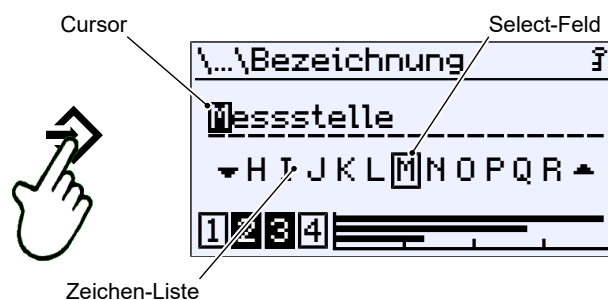 Cursor
Select-Feld
\...\Bezeichnung
Messstelle
H I J K L M N O P Q R
1 2 3 4
Zeichen-Liste